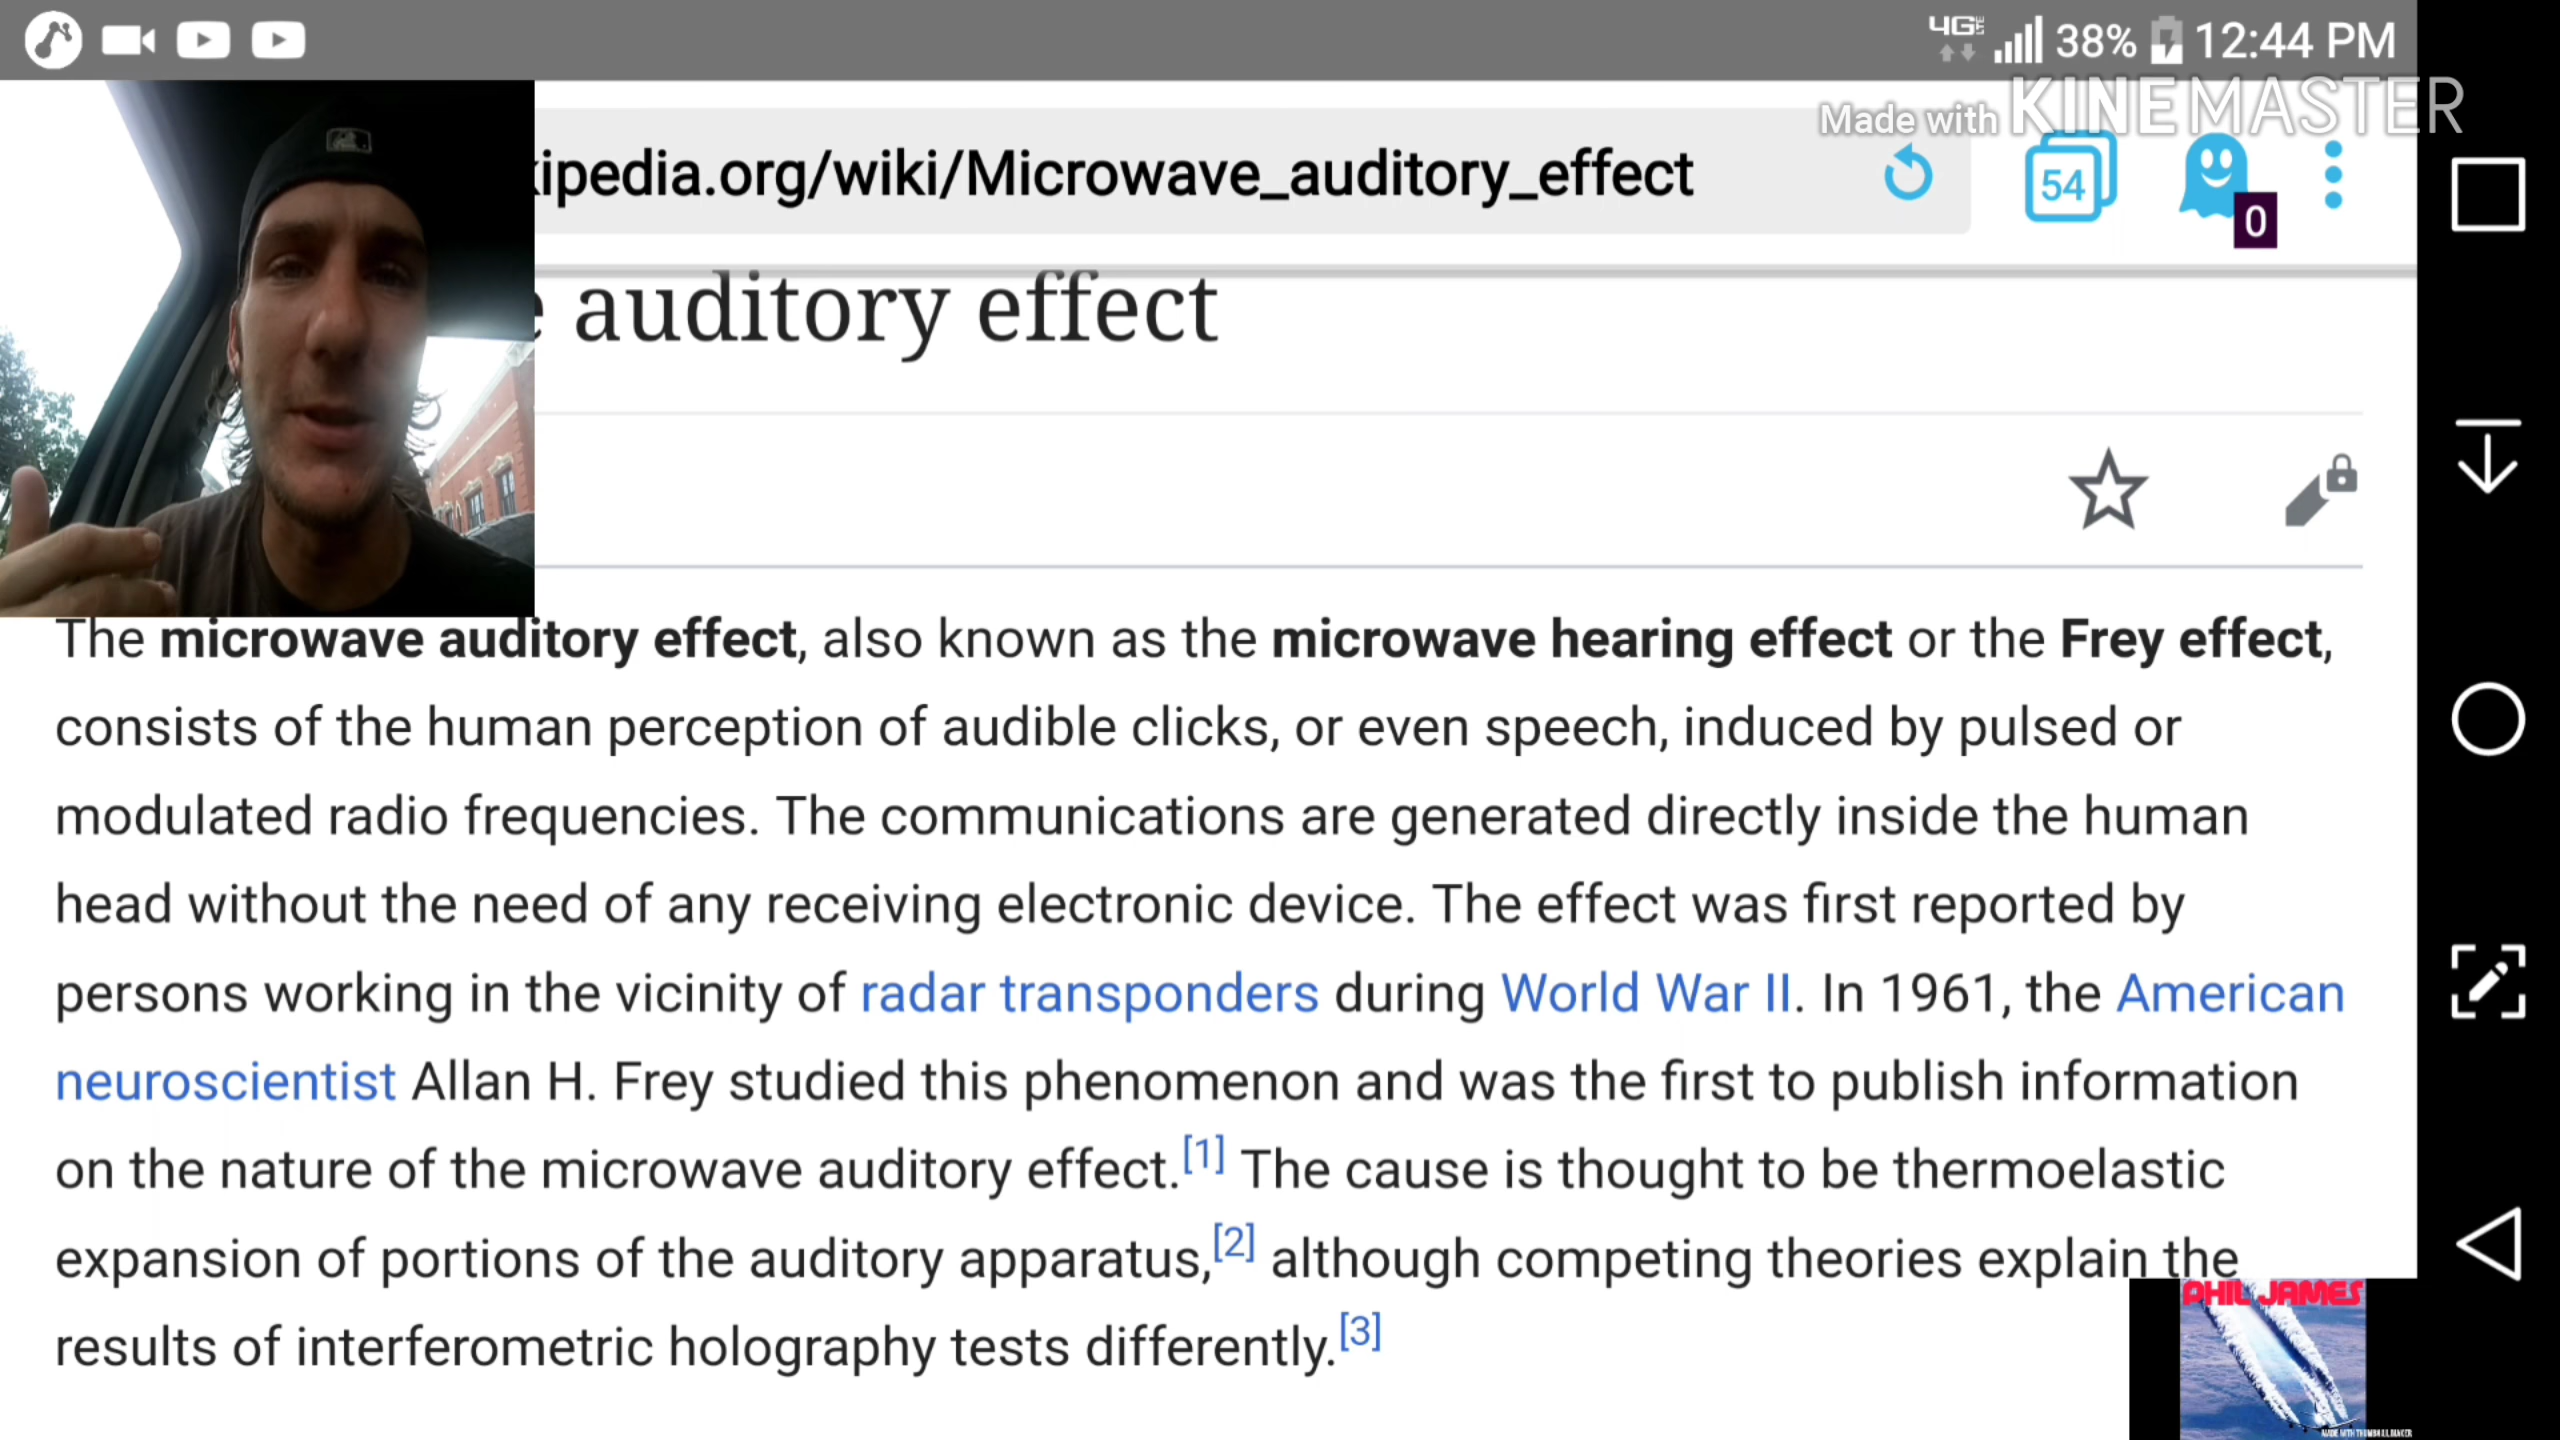 4G LTE 38% 12:44 PM
Made with KINEMASTER
kipedia.org/wiki/Microwave_auditory_effect
54
0
e auditory effect
The microwave auditory effect, also known as the microwave hearing effect or the Frey effect,
consists of the human perception of audible clicks, or even speech, induced by pulsed or
modulated radio frequencies. The communications are generated directly inside the human
head without the need of any receiving electronic device. The effect was first reported by
persons working in the vicinity of radar transponders during World War II. In 1961, the American
neuroscientist Allan H. Frey studied this phenomenon and was the first to publish information
on the nature of the microwave auditory effect.[1] The cause is thought to be thermoelastic
expansion of portions of the auditory apparatus,[2] although competing theories explain the
results of interferometric holography tests differently.[3]
PHIL JAMES
MADE WITH THUMBNAIL MAKER